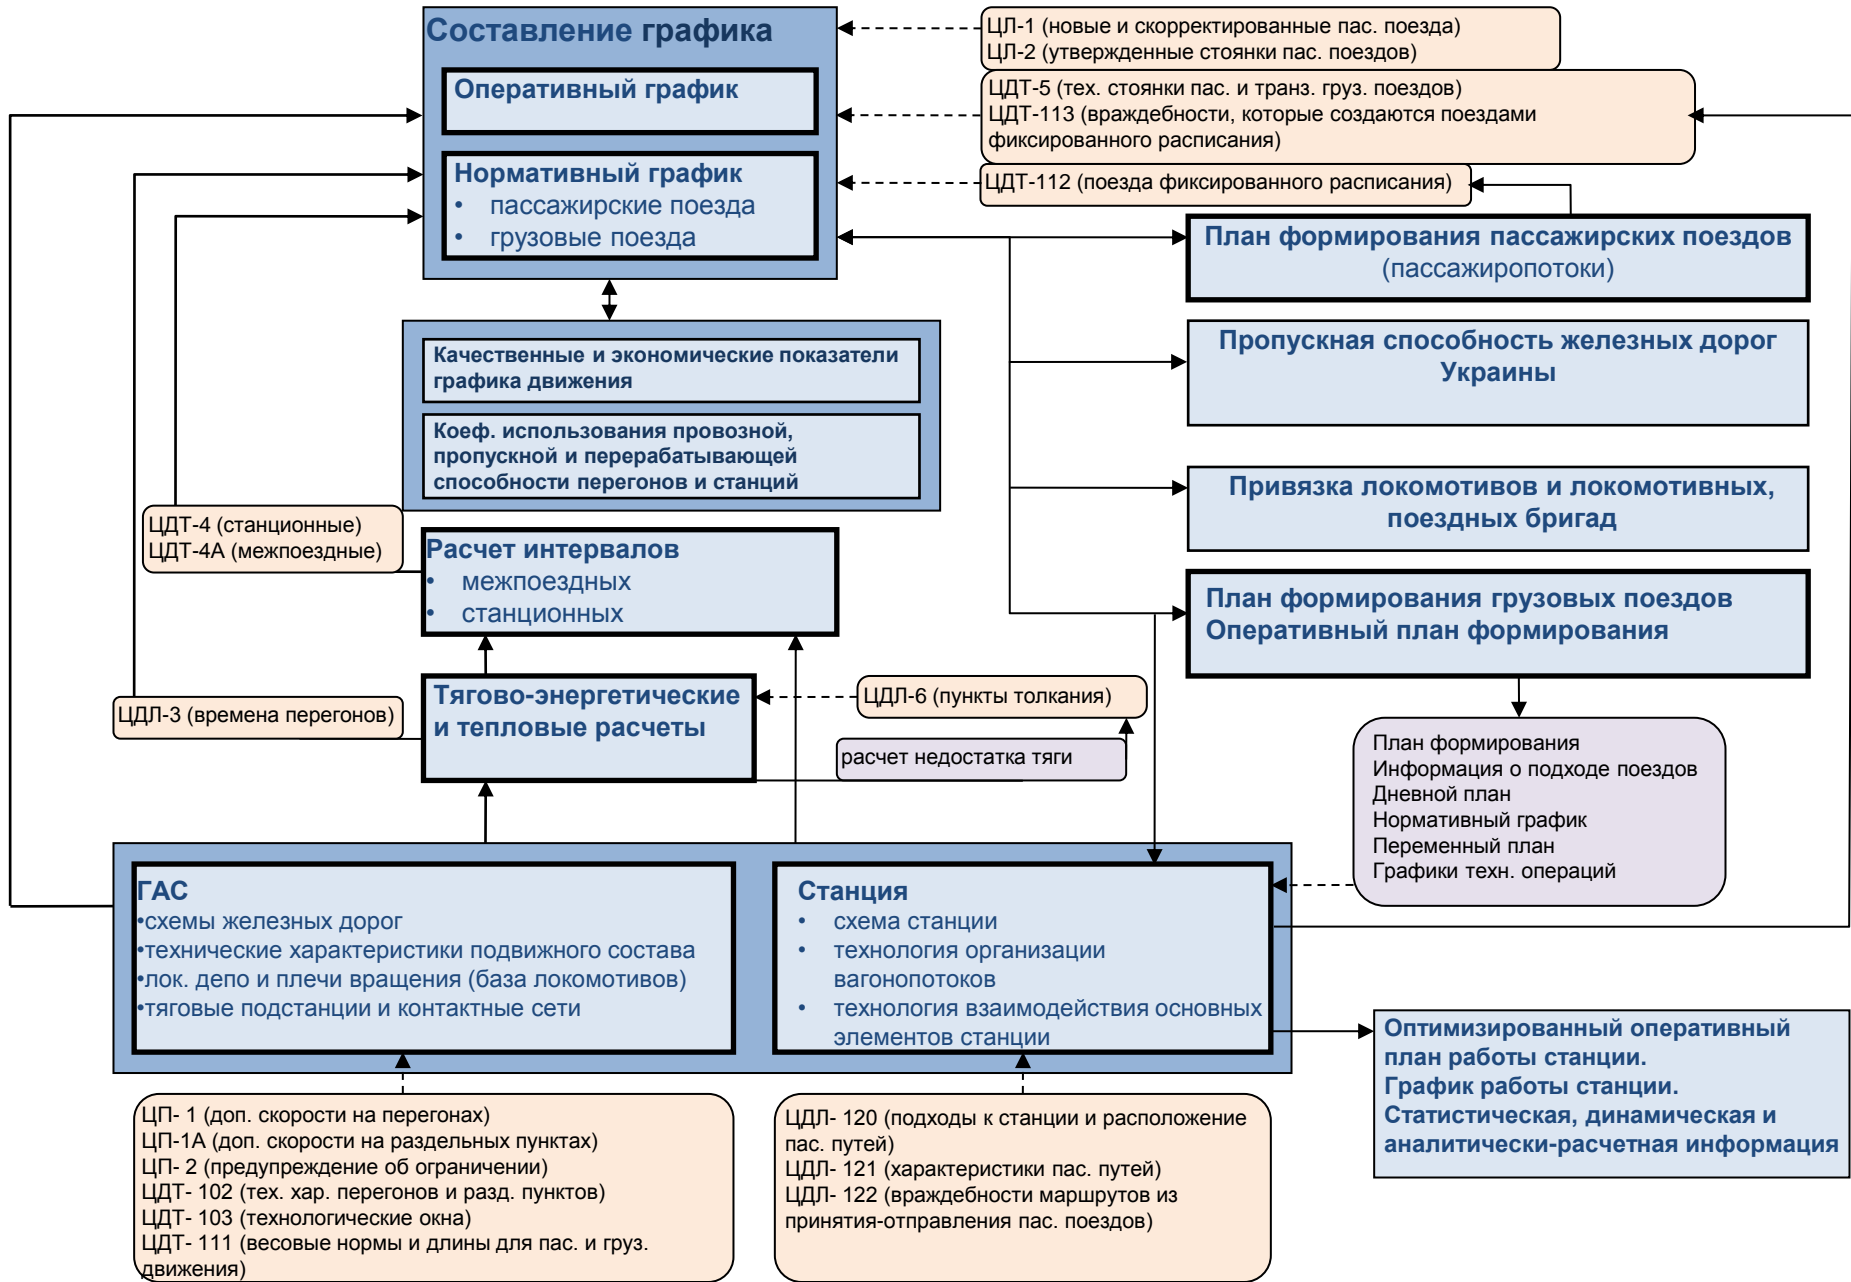 Составление графика
Оперативный график
Нормативный график
• пассажирские поезда
• грузовые поезда
ЦЛ-1 (новые и скорректированные пас. поезда)
ЦЛ-2 (утвержденные стоянки пас. поездов)
ЦДТ-5 (тех. стоянки пас. и транз. груз. поездов)
ЦДТ-113 (враждебности, которые создаются поездами
фиксированного расписания)
ЦДТ-112 (поезда фиксированного расписания)
План формирования пассажирских поездов
(пассажиропотоки)
Пропускная способность железных дорог
Украины
Привязка локомотивов и локомотивных,
поездных бригад
План формирования грузовых поездов
Оперативный план формирования
Качественные и экономические показатели
графика движения
Коеф. использования провозной,
пропускной и перерабатывающей
способности перегонов и станций
ЦДТ-4 (станционные)
ЦДТ-4А (межпоездные)
Расчет интервалов
• межпоездных
• станционных
ЦДЛ-3 (времена перегонов)
Тягово-энергетические
и тепловые расчеты
ЦДЛ-6 (пункты толкания)
расчет недостатка тяги
План формирования
Информация о подходе поездов
Дневной план
Нормативный график
Переменный план
Графики техн. операций
ГАС
•схемы железных дорог
•технические характеристики подвижного состава
•лок. депо и плечи вращения (база локомотивов)
•тяговые подстанции и контактные сети
Станция
• схема станции
• технология организации
вагонопотоков
• технология взаимодействия основных
элементов станции
Оптимизированный оперативный
план работы станции.
График работы станции.
Статистическая, динамическая и
аналитически-расчетная информация
ЦП- 1 (доп. скорости на перегонах)
ЦП-1А (доп. скорости на раздельных пунктах)
ЦП- 2 (предупреждение об ограничении)
ЦДТ- 102 (тех. хар. перегонов и разд. пунктов)
ЦДТ- 103 (технологические окна)
ЦДТ- 111 (весовые нормы и длины для пас. и груз.
движения)
ЦДЛ- 120 (подходы к станции и расположение
пас. путей)
ЦДЛ- 121 (характеристики пас. путей)
ЦДЛ- 122 (враждебности маршрутов из
принятия-отправления пас. поездов)